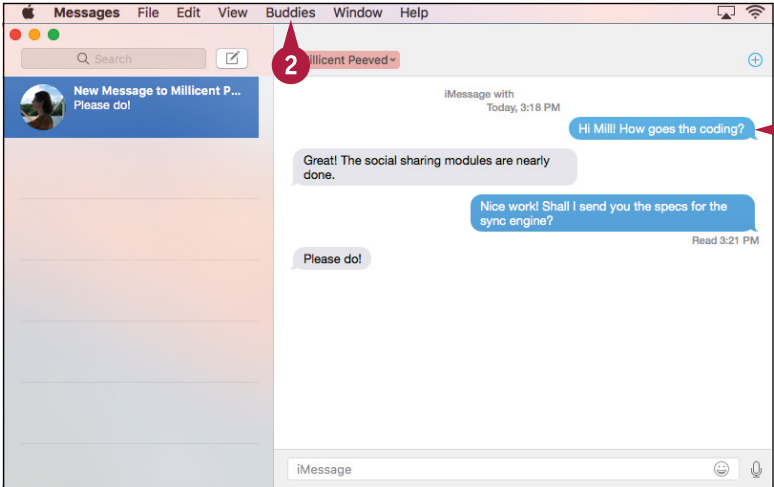 Messages File Edit View Buddies Window Help
Search
2
illicent Peeved
New Message to Millicent P...
Please do!
iMessage with
Today, 3:18 PM
Hi Mill! How goes the coding?
Great! The social sharing modules are nearly
done.
Nice work! Shall I send you the specs for the
sync engine?
Read 3:21 PM
Please do!
iMessage